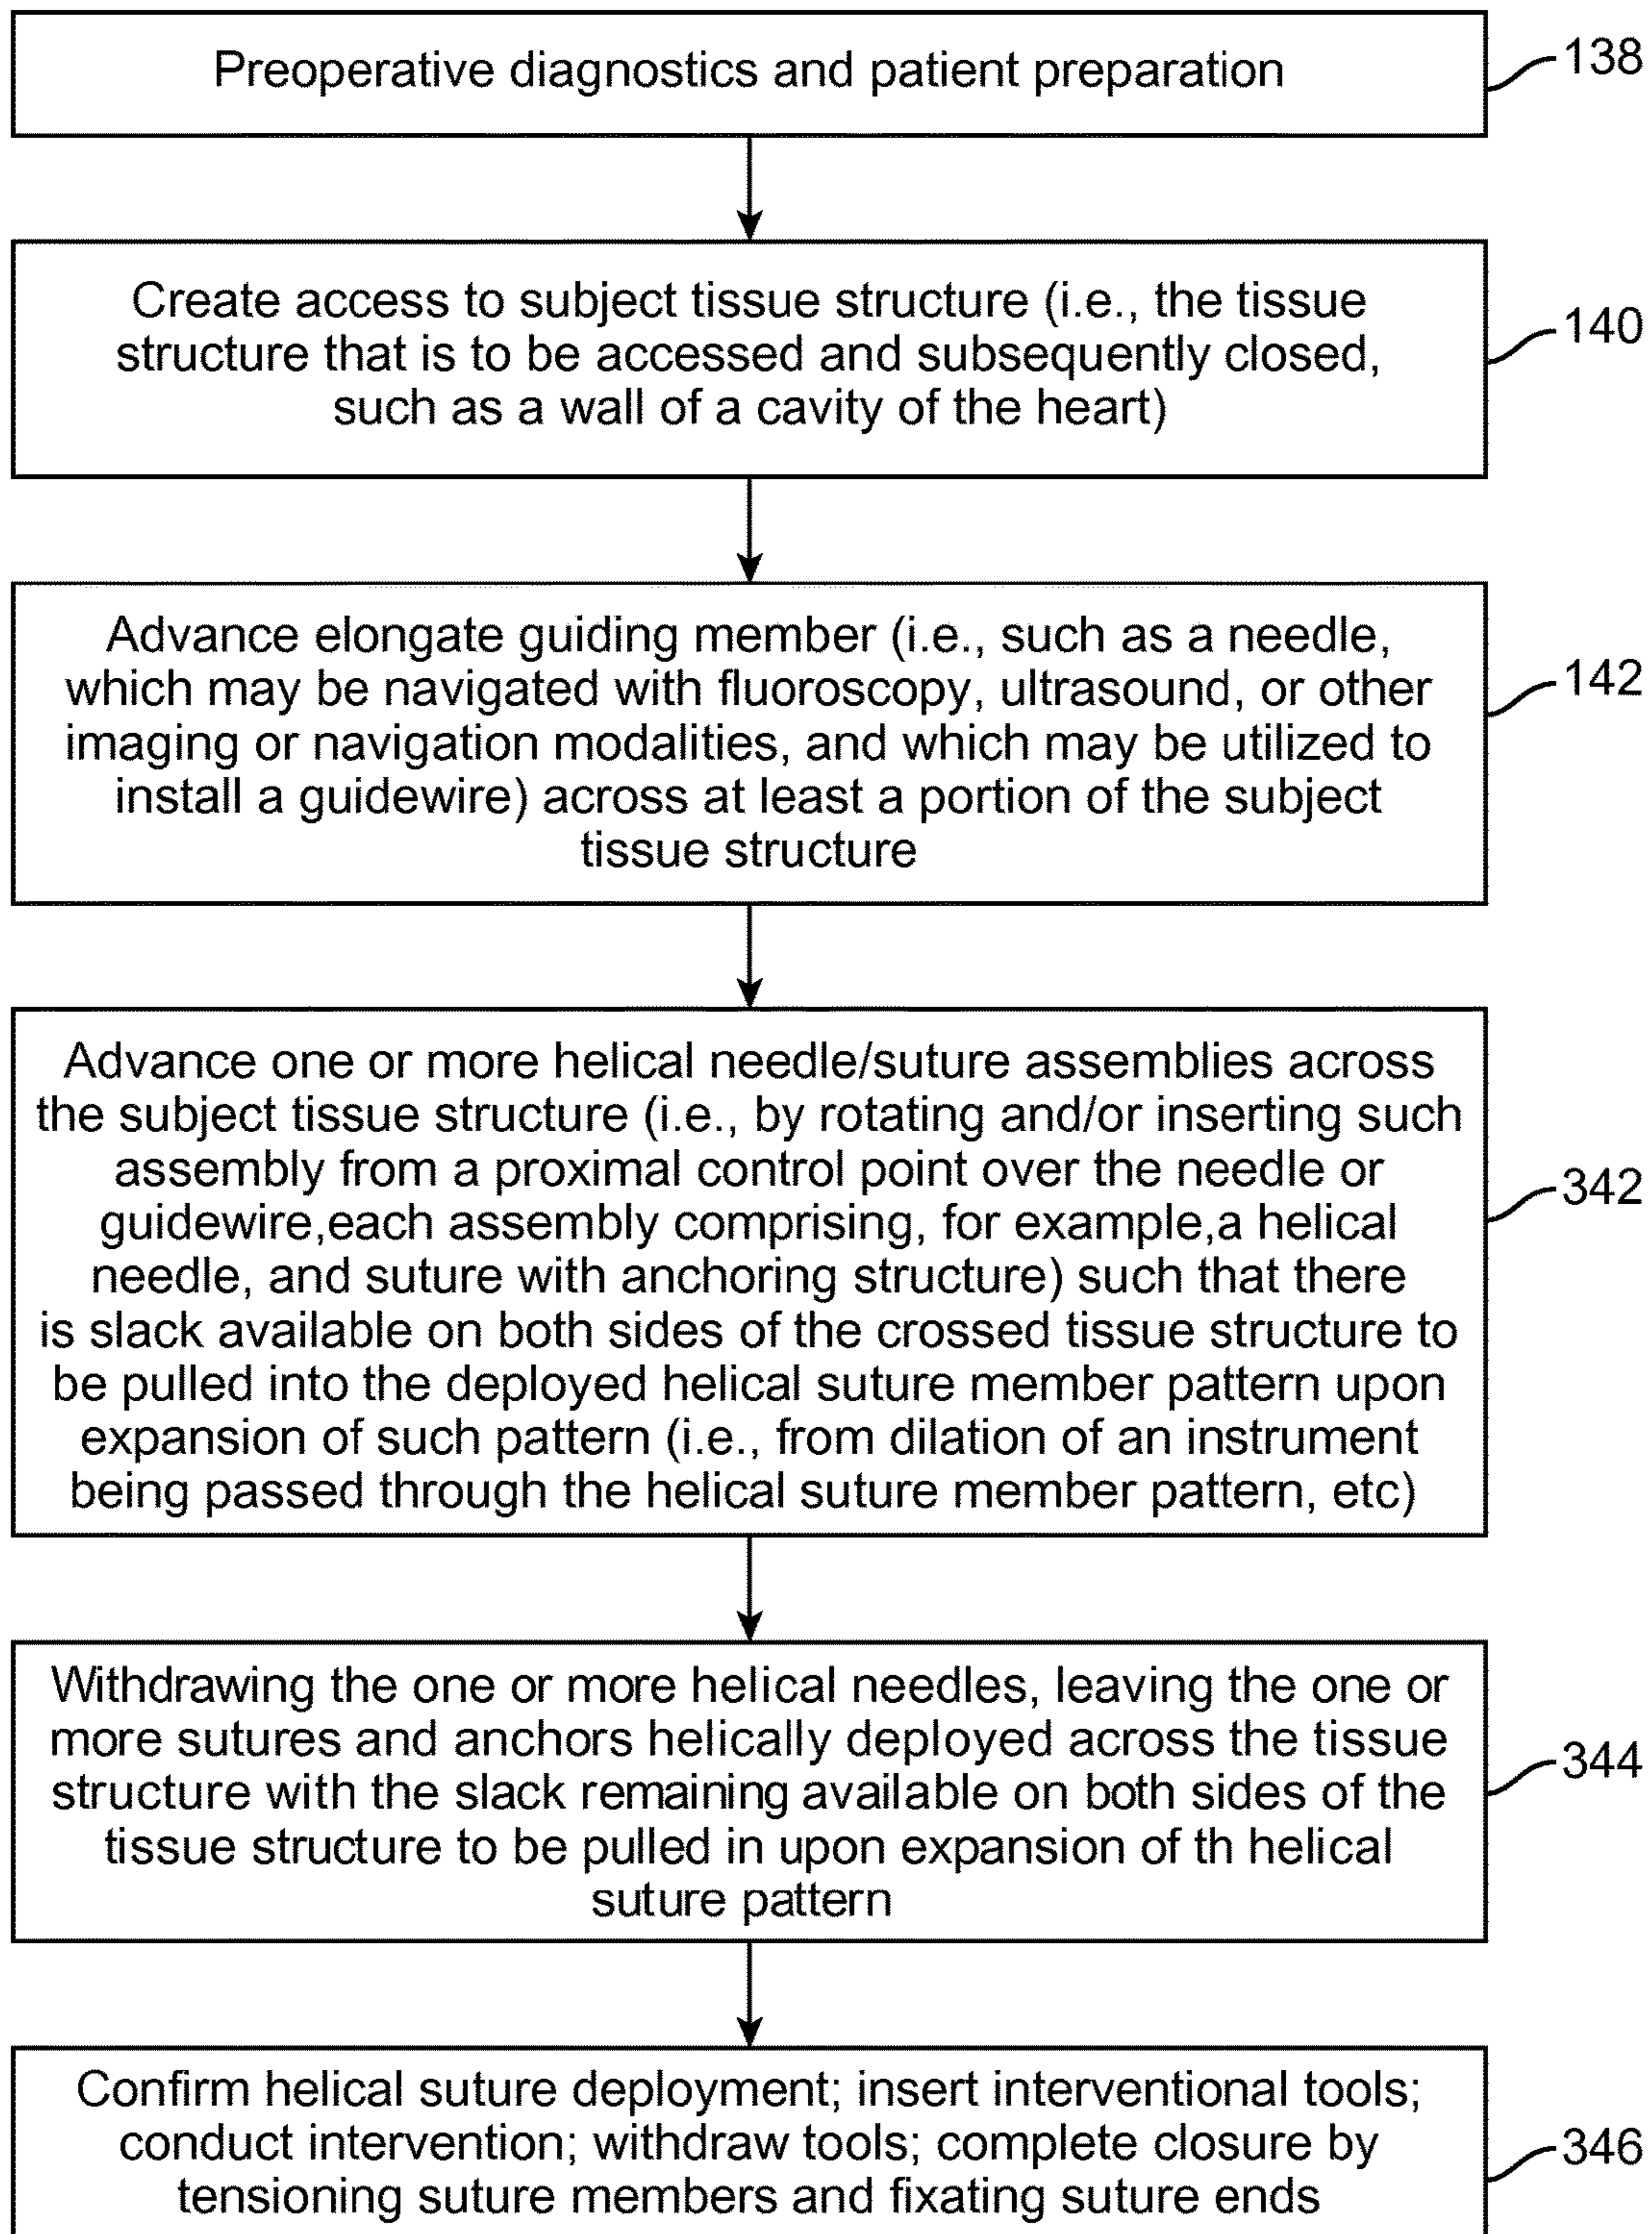 Preoperative diagnostics and patient preparation
138
Create access to subject tissue structure (i.e., the tissue
structure that is to be accessed and subsequently closed,
such as a wall of a cavity of the heart)
140
Advance elongate guiding member (i.e., such as a needle,
which may be navigated with fluoroscopy, ultrasound, or other
imaging or navigation modalities, and which may be utilized to
install a guidewire) across at least a portion of the subject
tissue structure
142
Advance one or more helical needle/suture assemblies across
the subject tissue structure (i.e., by rotating and/or inserting such
assembly from a proximal control point over the needle or
guidewire,each assembly comprising, for example,a helical
needle, and suture with anchoring structure) such that there
is slack available on both sides of the crossed tissue structure to
be pulled into the deployed helical suture member pattern upon
expansion of such pattern (i.e., from dilation of an instrument
being passed through the helical suture member pattern, etc)
342
Withdrawing the one or more helical needles, leaving the one or
more sutures and anchors helically deployed across the tissue
structure with the slack remaining available on both sides of the
tissue structure to be pulled in upon expansion of th helical
suture pattern
344
Confirm helical suture deployment; insert interventional tools;
conduct intervention; withdraw tools; complete closure by
tensioning suture members and fixating suture ends
346